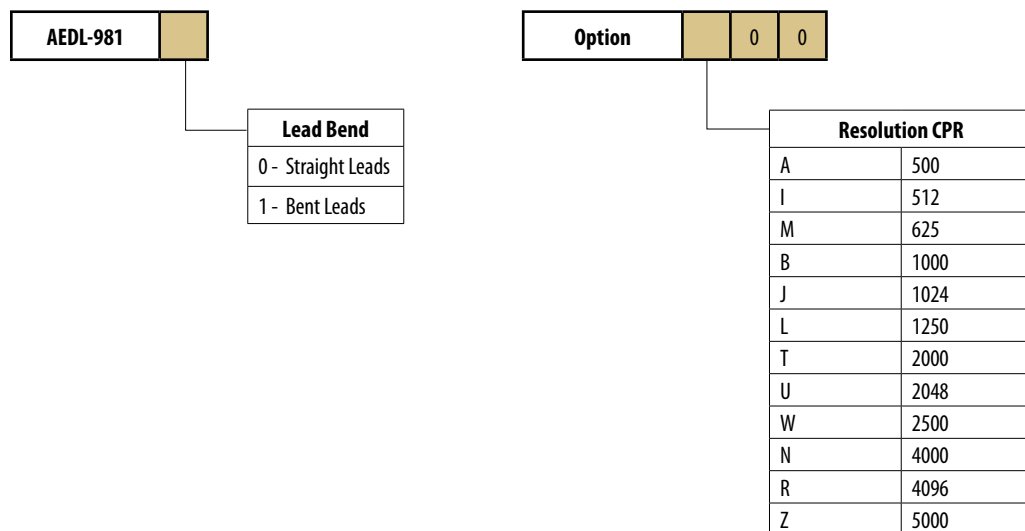 AEDL-981
Option 0 0
Lead Bend
0 - Straight Leads
1 - Bent Leads
Resolution CPR
A 500
I 512
M 625
B 1000
J 1024
L 1250
T 2000
U 2048
W 2500
N 4000
R 4096
Z 5000